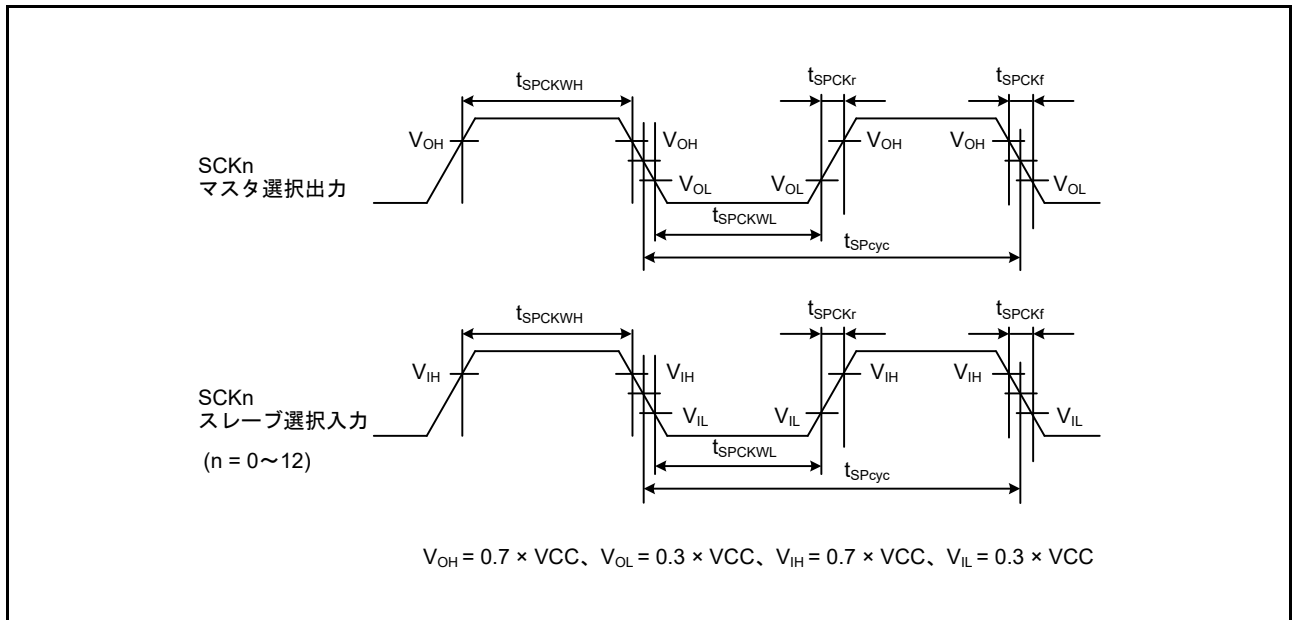 tSPCKWH
tSPCKr
tSPCKf
VOH
VOH
VOH
VOH
SCKn
マスタ選択出力
VOL
VOL
VOL
tSPCKWL
tSPcyc
tSPCKWH
tSPCKr
tSPCKf
VIH
VIH
VIH
VIH
SCKn
スレーブ選択入力
VIL
VIL
VIL
(n = 0～12)
tSPCKWL
tSPcyc
VOH = 0.7 × VCC、VOL = 0.3 × VCC、VIH = 0.7 × VCC、VIL = 0.3 × VCC